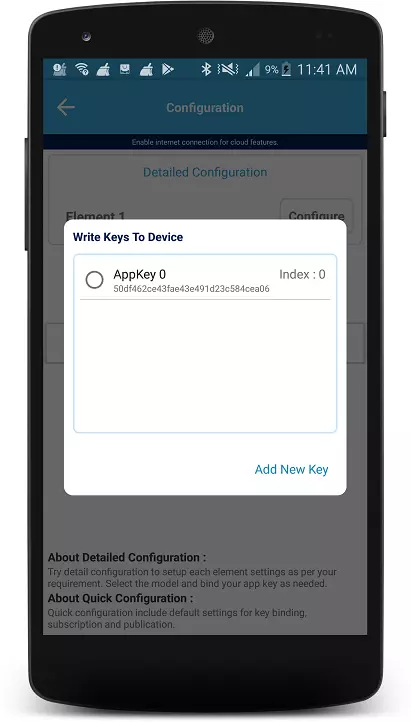 9% 11:41 AM
Configuration
Enable internet connection for cloud features.
Detailed Configuration
Element 1 Configure
Write Keys To Device
AppKey 0 Index : 0
50df462ce43fae43e491d23c584cea06
Add New Key
About Detailed Configuration :
Try detail configuration to setup each element settings as per your
requirement. Select the model and bind your app key as needed.
About Quick Configuration :
Quick configuration include default settings for key binding,
subscription and publication.